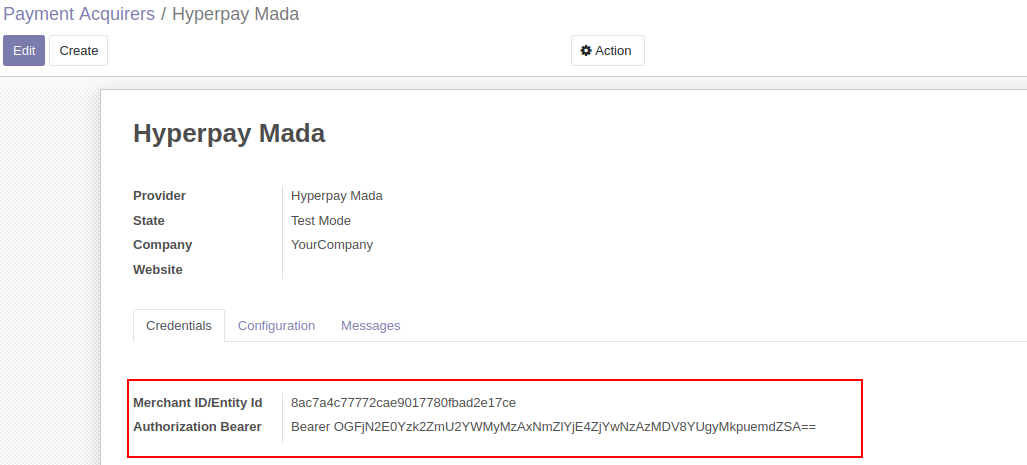 Payment Acquirers / Hyperpay Mada
Edit Create Action
Hyperpay Mada
Provider Hyperpay Mada
State Test Mode
Company YourCompany
Website
Credentials Configuration Messages
Merchant ID/Entity Id 8ac7a4c77772cae9017780fbad2e17ce
Authorization Bearer Bearer OGFjN2E0Yzk2ZmU2YWMyMzAxNmZlYjE4ZjYwNzAzMDV8YUgyMkpuemdZSA==